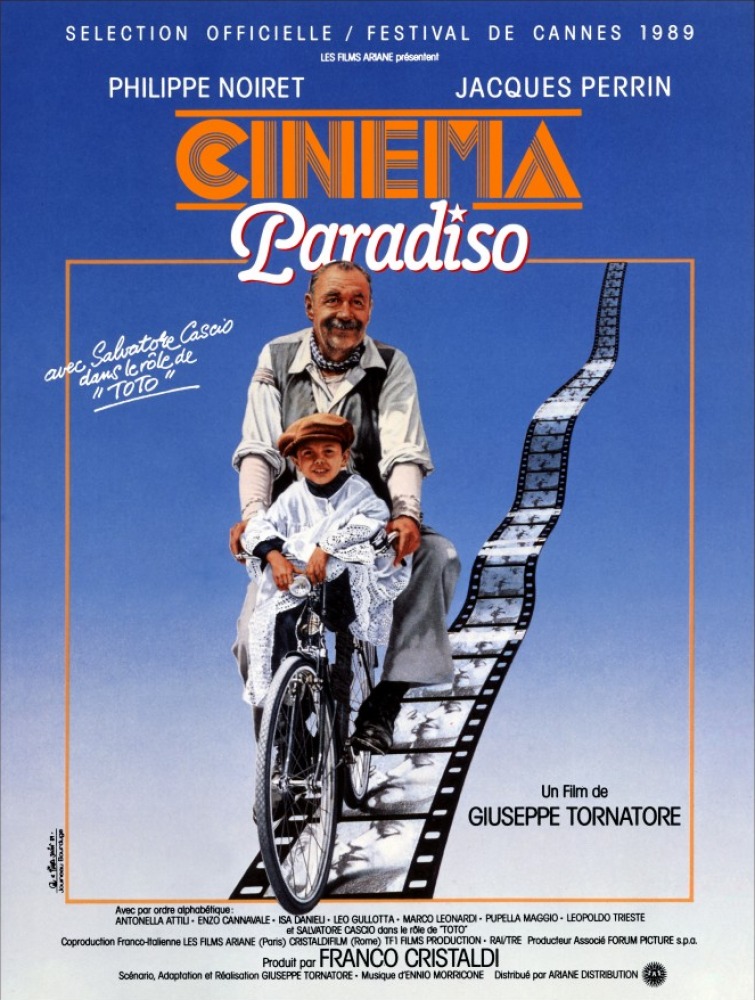 SELECTION OFFICIELLE / FESTIVAL DE CANNES 1989
LES FILMS ARIANE présentent
PHILIPPE NOIRET JACQUES PERRIN
CINEMA
Paradiso
avec Salvatore Cascio
dans le rôle de
"TOTO"
Un Film de
GIUSEPPE TORNATORE
Jouineau Bourduge
Avec par ordre alphabétique :
ANTONELLA ATTILI • ENZO CANNAVALE • ISA DANIELI • LEO GULLOTTA • MARCO LEONARDI • PUPELLA MAGGIO • LEOPOLDO TRIESTE
et SALVATORE CASCIO dans le rôle de "TOTO"
Coproduction Franco-Italienne LES FILMS ARIANE (Paris) CRISTALDIFILM (Rome) TF1 FILMS PRODUCTION • RAI/TRE Producteur Associé FORUM PICTURE s.p.a.
Produit par FRANCO CRISTALDI
Scénario, Adaptation et Réalisation GIUSEPPE TORNATORE • Musique d'ENNIO MORRICONE Distribué par ARIANE DISTRIBUTION